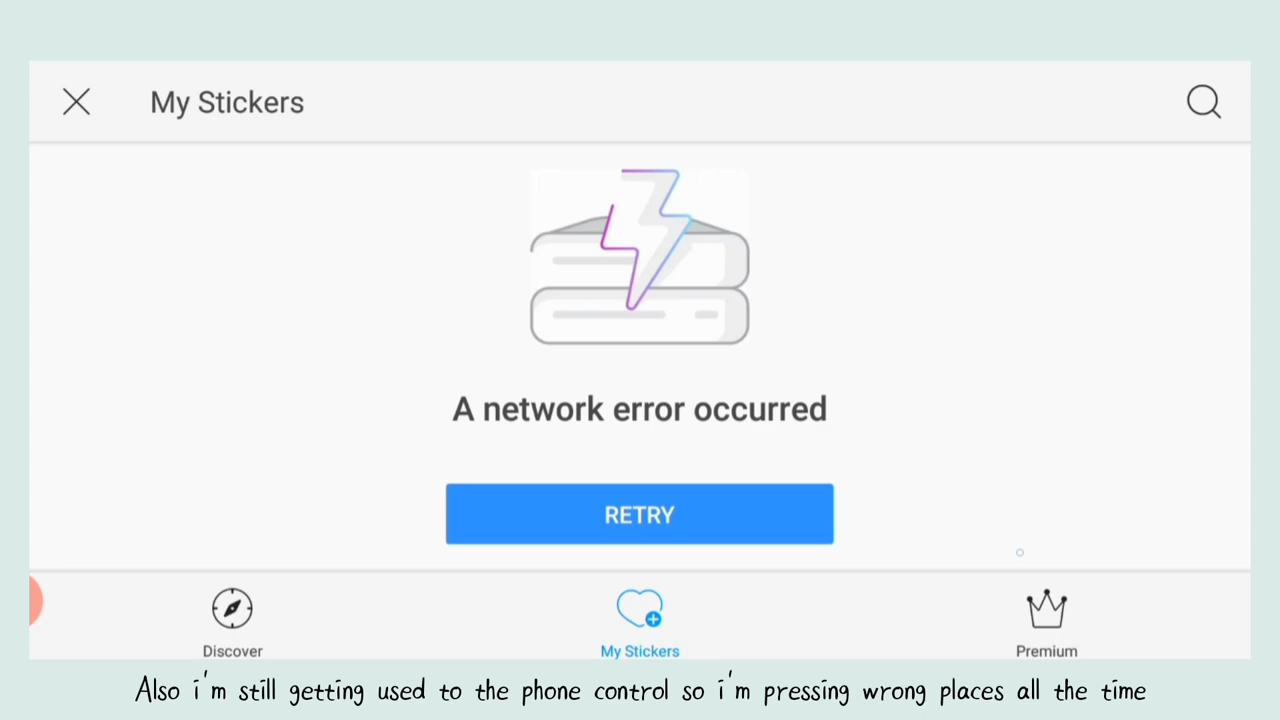 My Stickers
A network error occurred
RETRY
Discover
My Stickers
Premium
Also i'm still getting used to the phone control so i'm pressing wrong places all the time